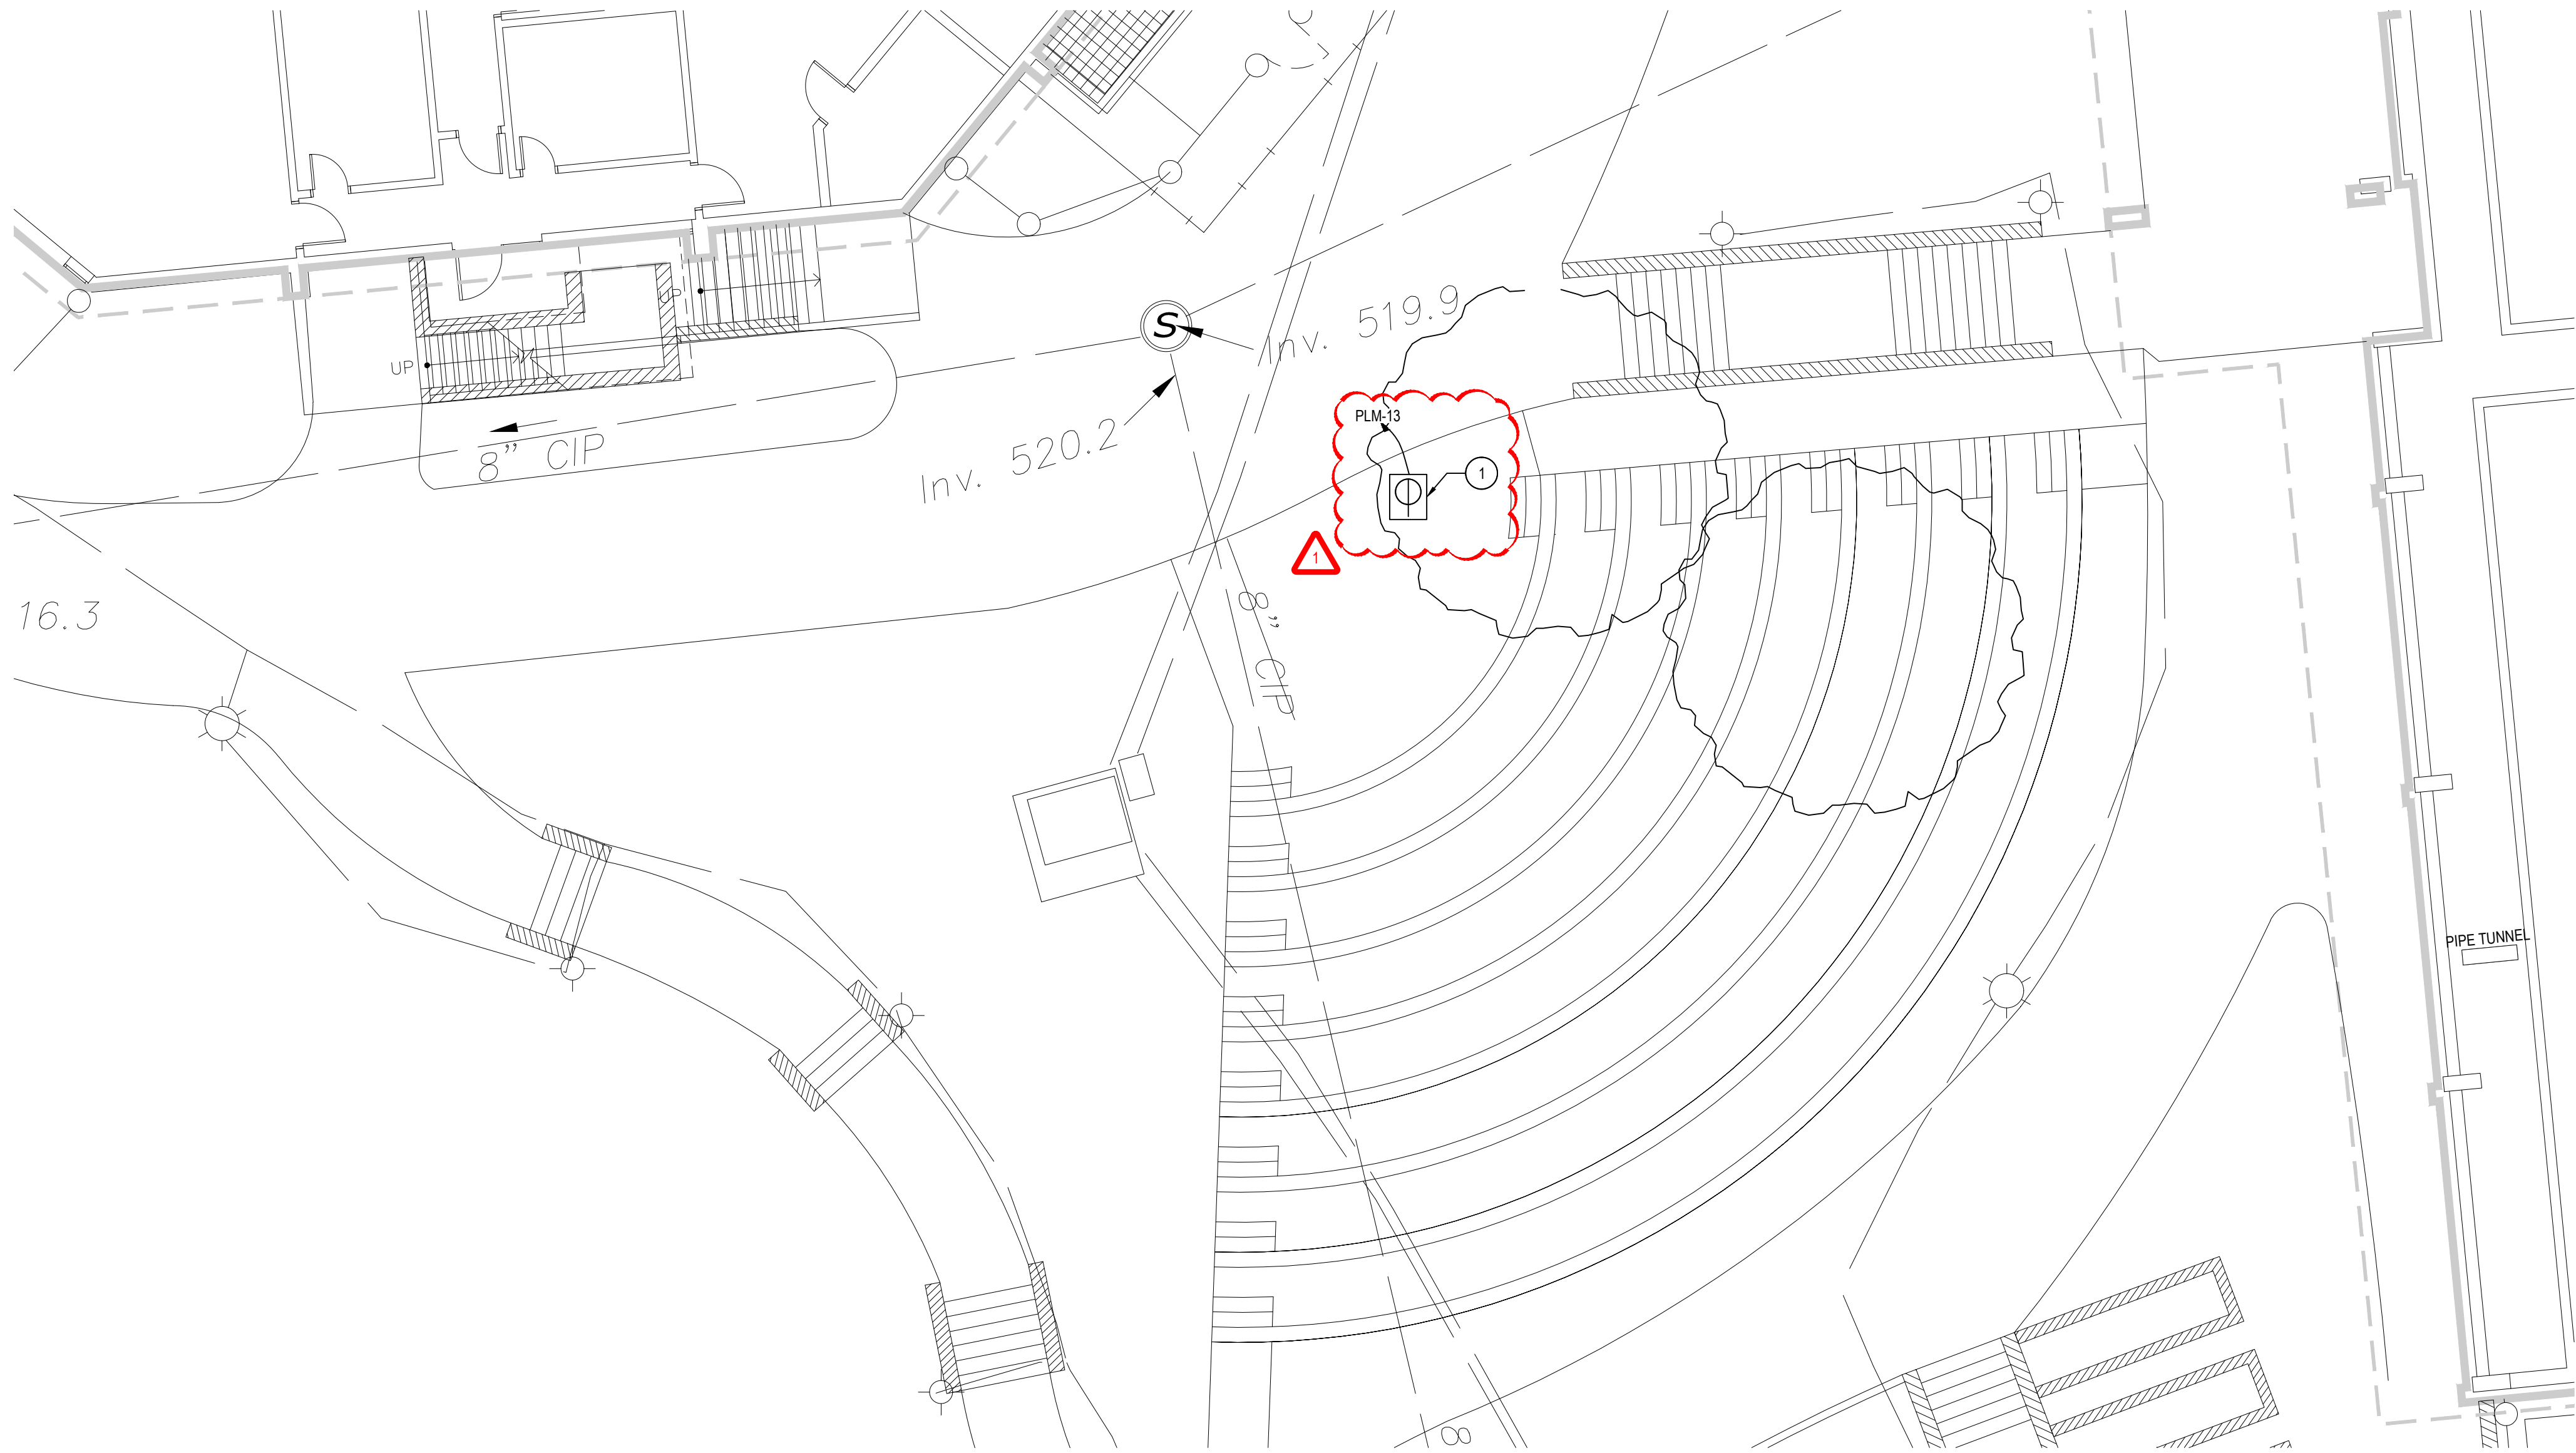 UP
S
Inv. 519.9
UP
PLM-13
8" CIP
Inv. 520.2
1
1
16.3
8" CIP
PIPE TUNNEL
8